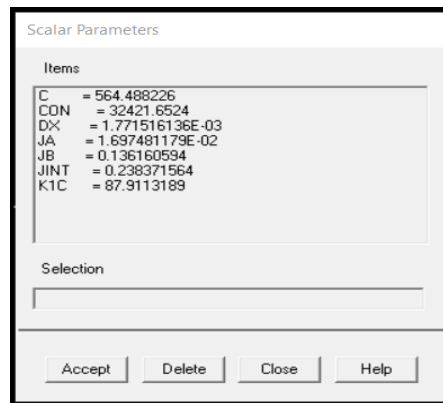 Scalar Parameters
Items
C = 564.488226
CON = 32421.6524
DX = 1.771516136E-03
JA = 1.697481179E-02
JB = 0.136160594
JINT = 0.238371564
K1C = 87.9113189
Selection
Accept Delete Close Help